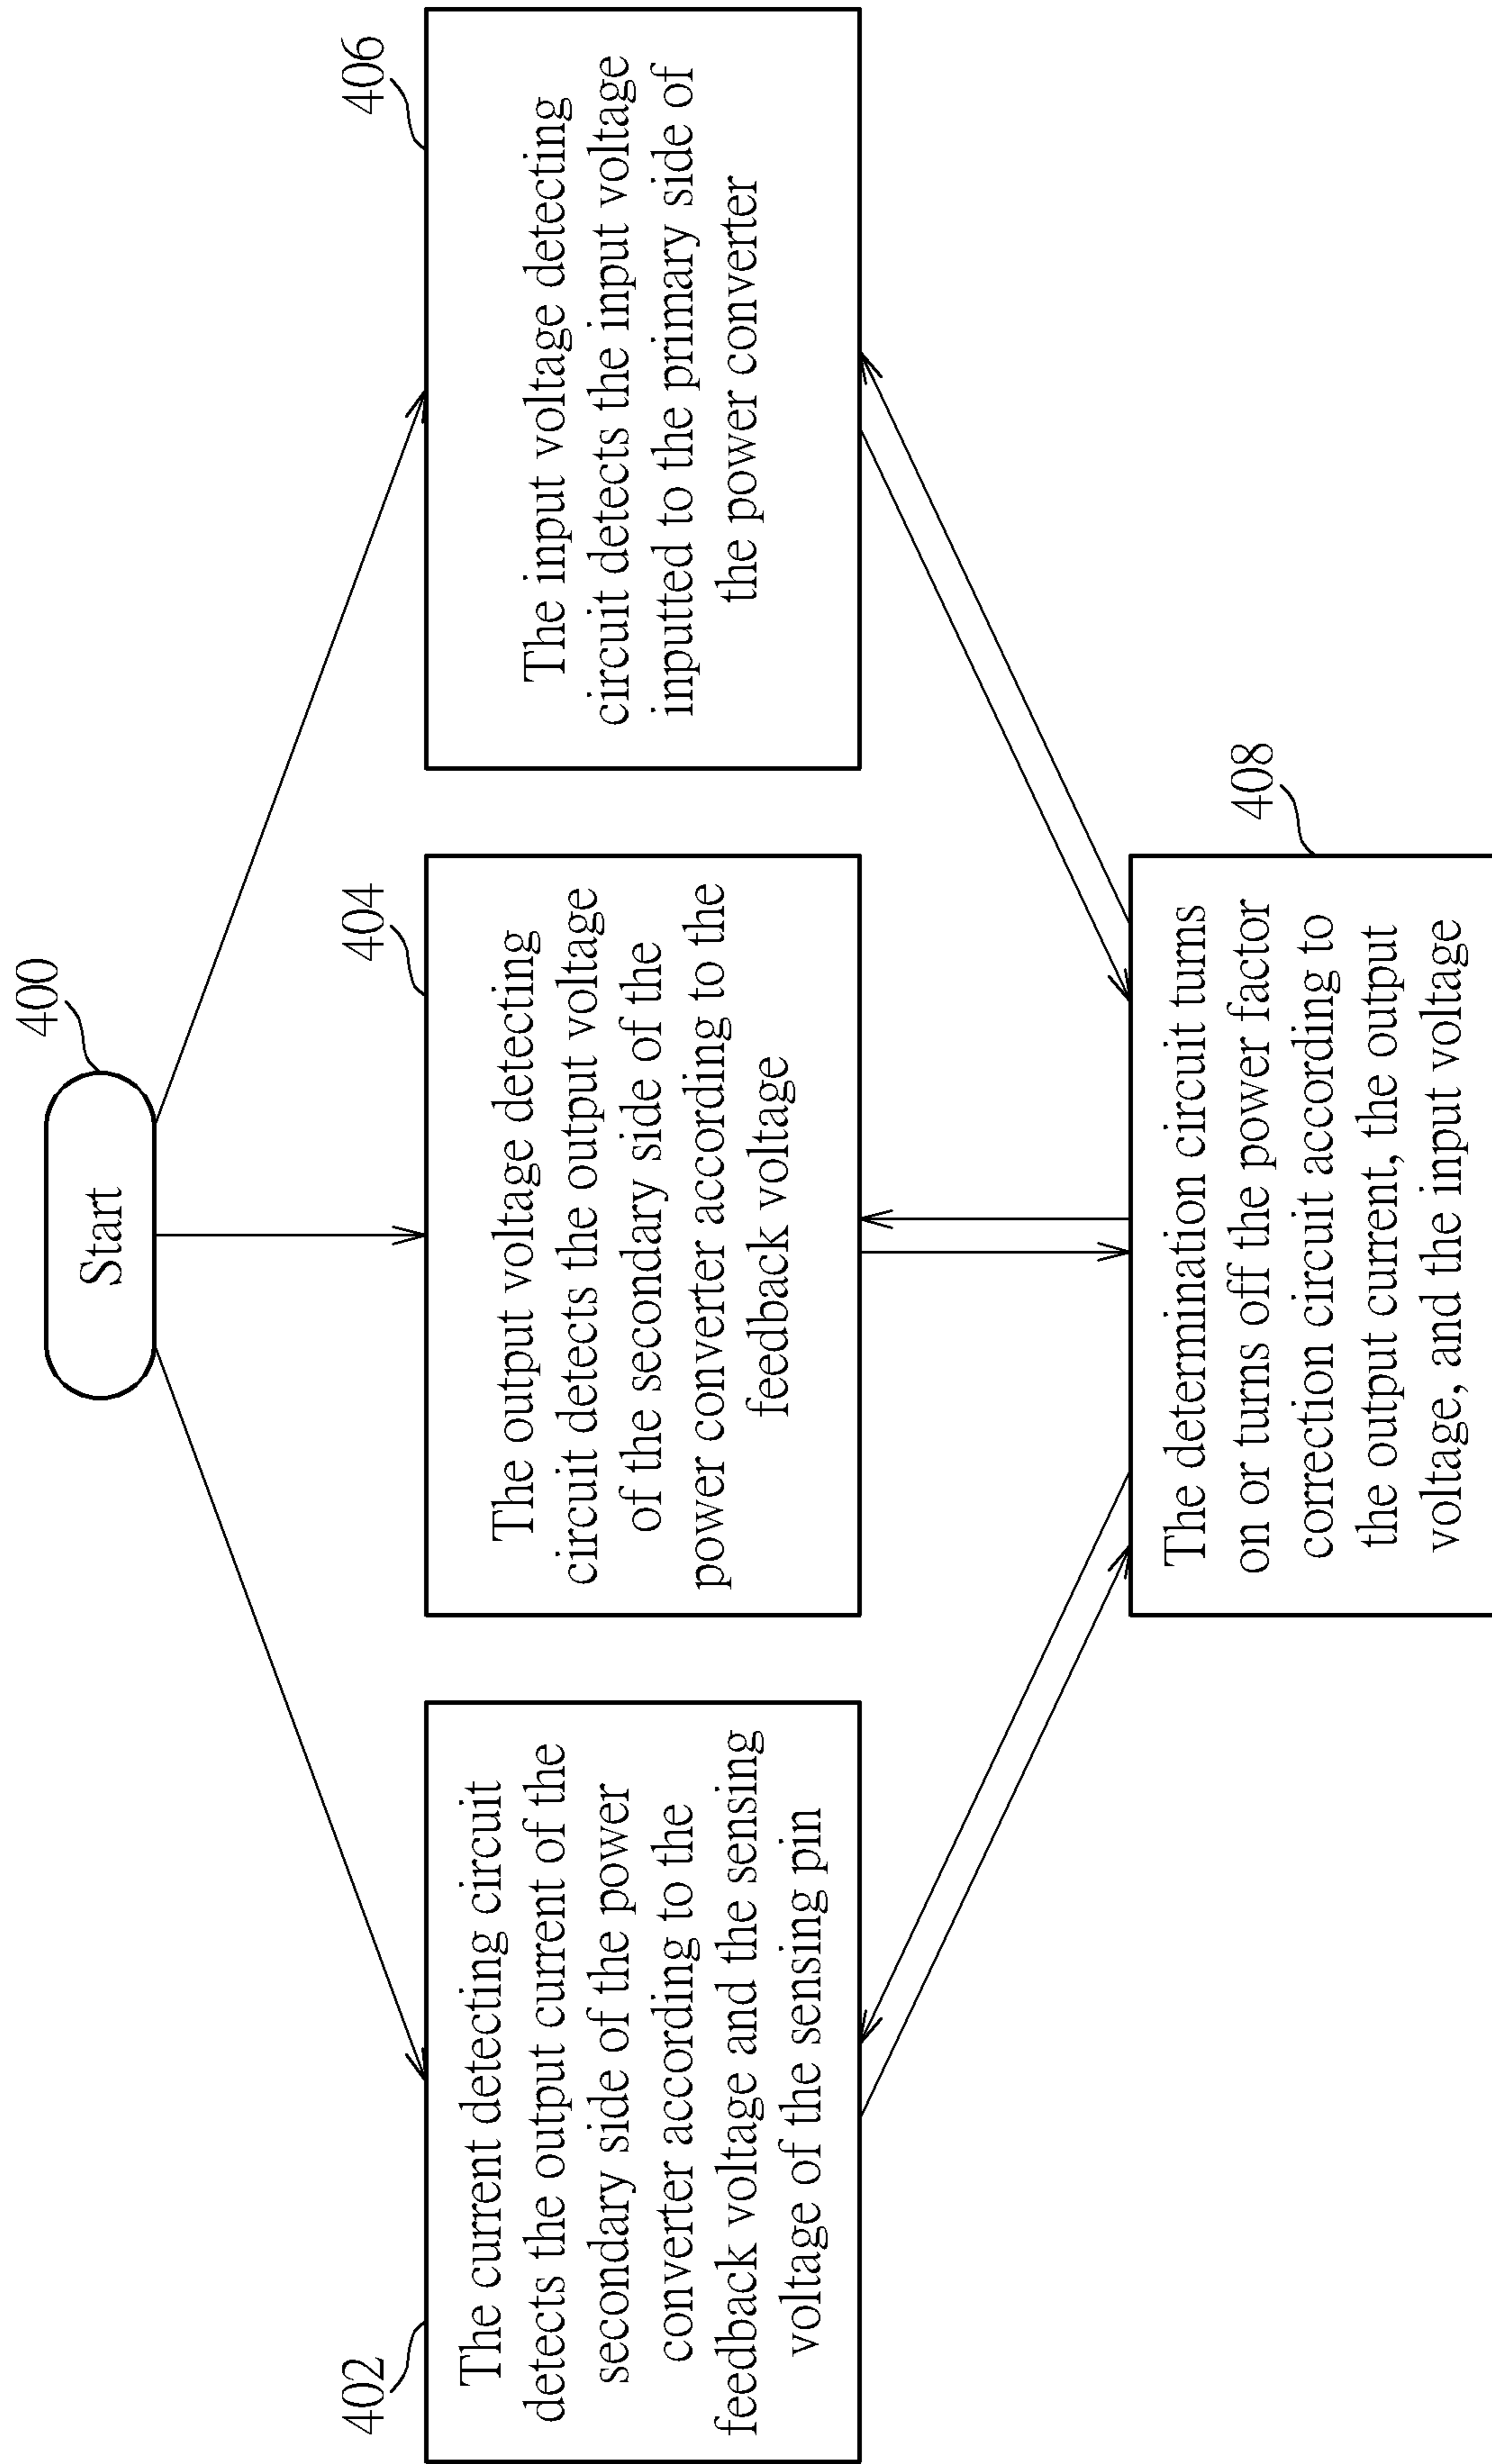 400
Start
402
The current detecting circuit
detects the output current of the
secondary side of the power
converter according to the
feedback voltage and the sensing
voltage of the sensing pin
404
The output voltage detecting
circuit detects the output voltage
of the secondary side of the
power converter according to the
feedback voltage
406
The input voltage detecting
circuit detects the input voltage
inputted to the primary side of
the power converter
408
The determination circuit turns
on or turns off the power factor
correction circuit according to
the output current, the output
voltage, and the input voltage